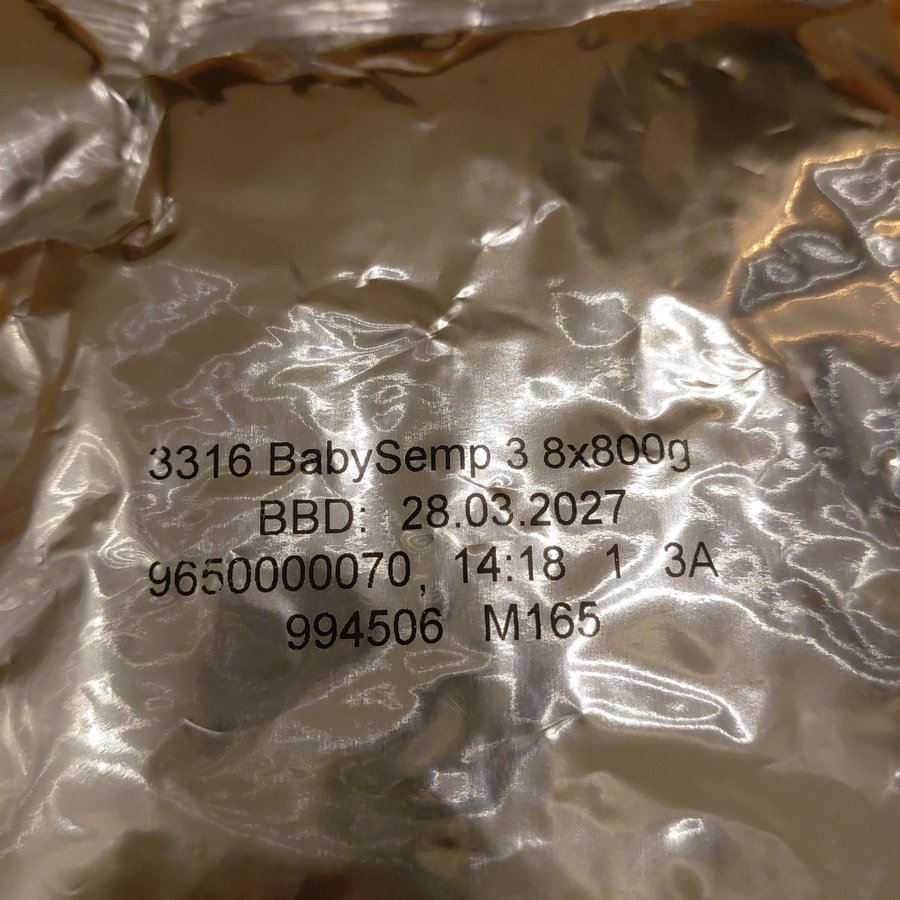 3316 BabySemp 3 8x800g
BBD: 28.03.2027
9650000070, 14:18 1 3A
994506 M165